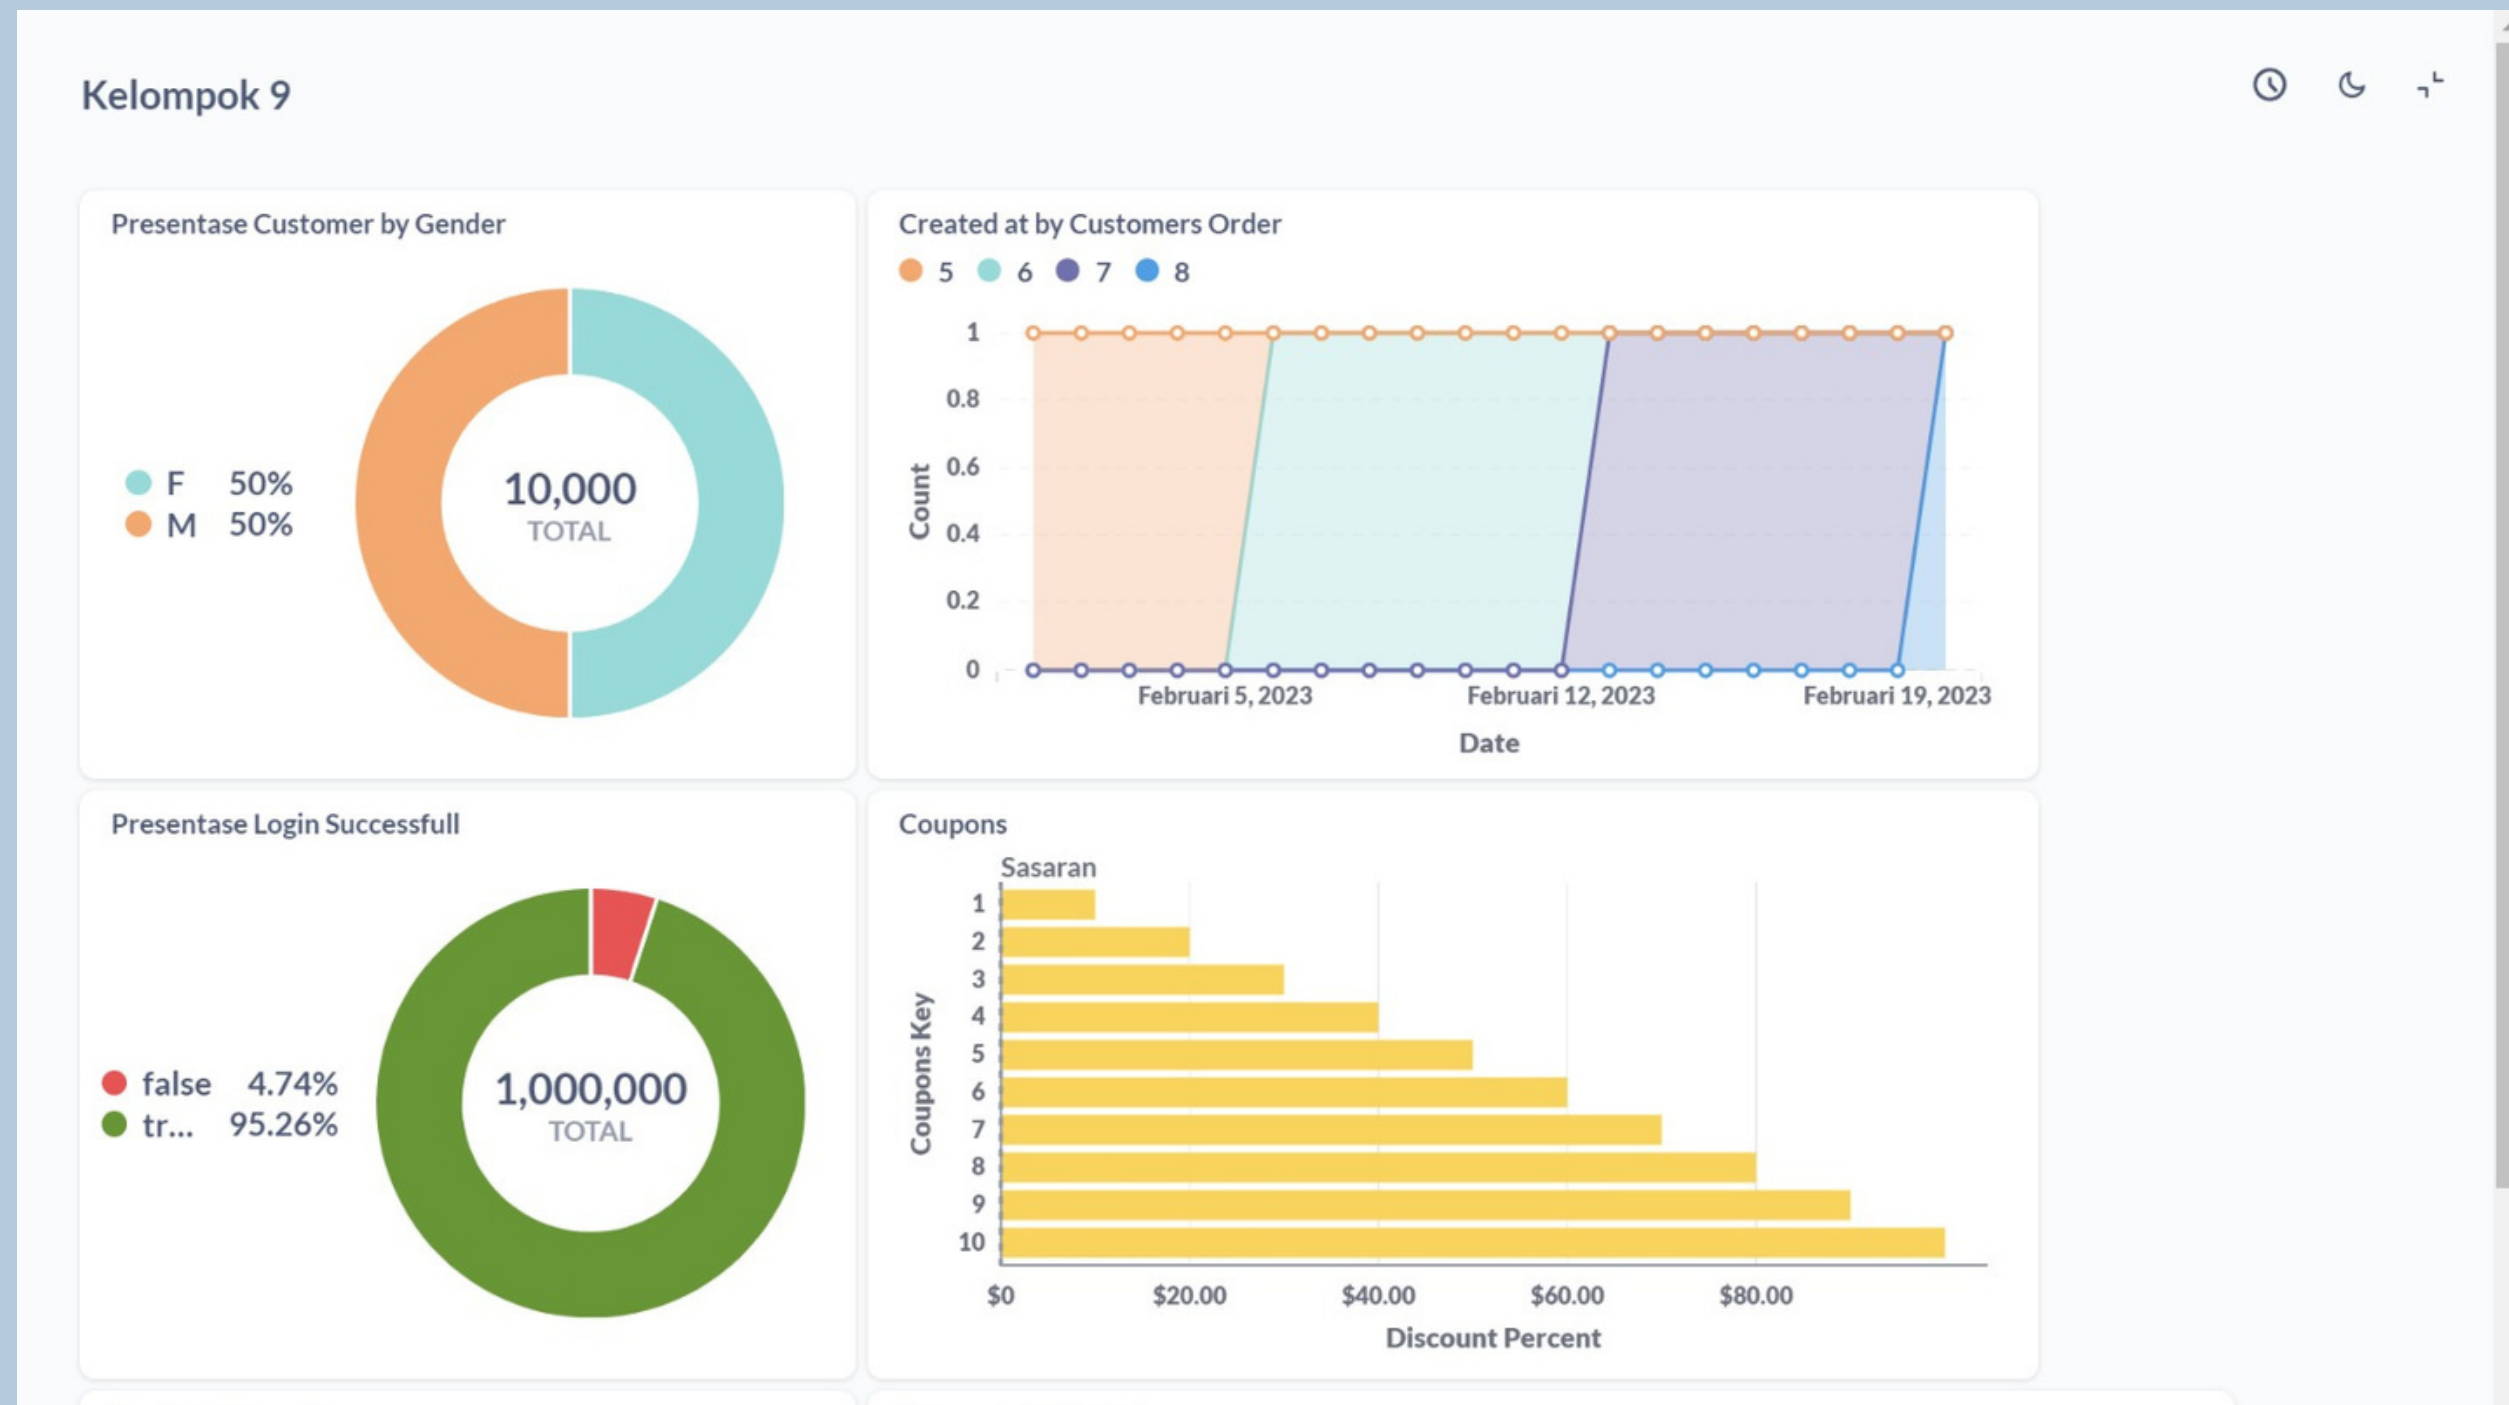 Kelompok 9
Presentase Customer by Gender
F 50%
M 50%
10,000
TOTAL
Created at by Customers Order
5 6 7 8
Count
1
0.8
0.6
0.4
0.2
0
Februari 5, 2023 Februari 12, 2023 Februari 19, 2023
Date
Presentase Login Successfull
false 4.74%
tr... 95.26%
1,000,000
TOTAL
Coupons
Sasaran
Coupons Key
1
2
3
4
5
6
7
8
9
10
$0 $20.00 $40.00 $60.00 $80.00
Discount Percent